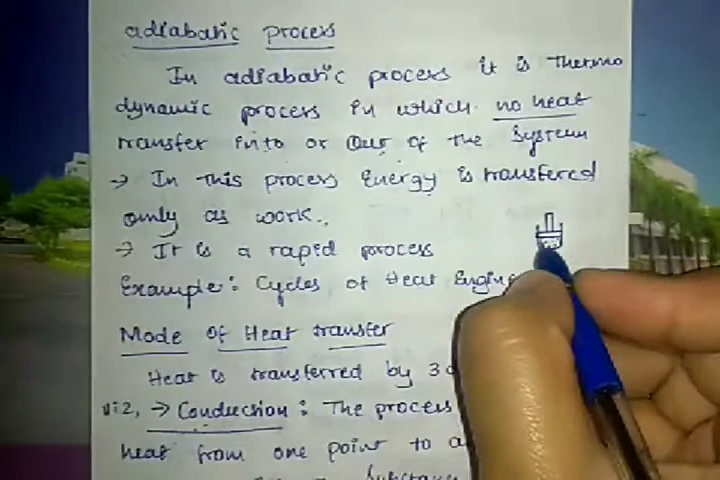 adiabatic process
In adiabatic process it is Thermo
dynamic process in which no heat
transfer into or Out of the System
→ In this process Energy is transferred
only as work.,
→ It is a rapid process
Example: Cycles of Heat Engine
Mode of Heat transfer
Heat is transferred by 3
viz, → Conduction: The process
heat from one point to a
Substance